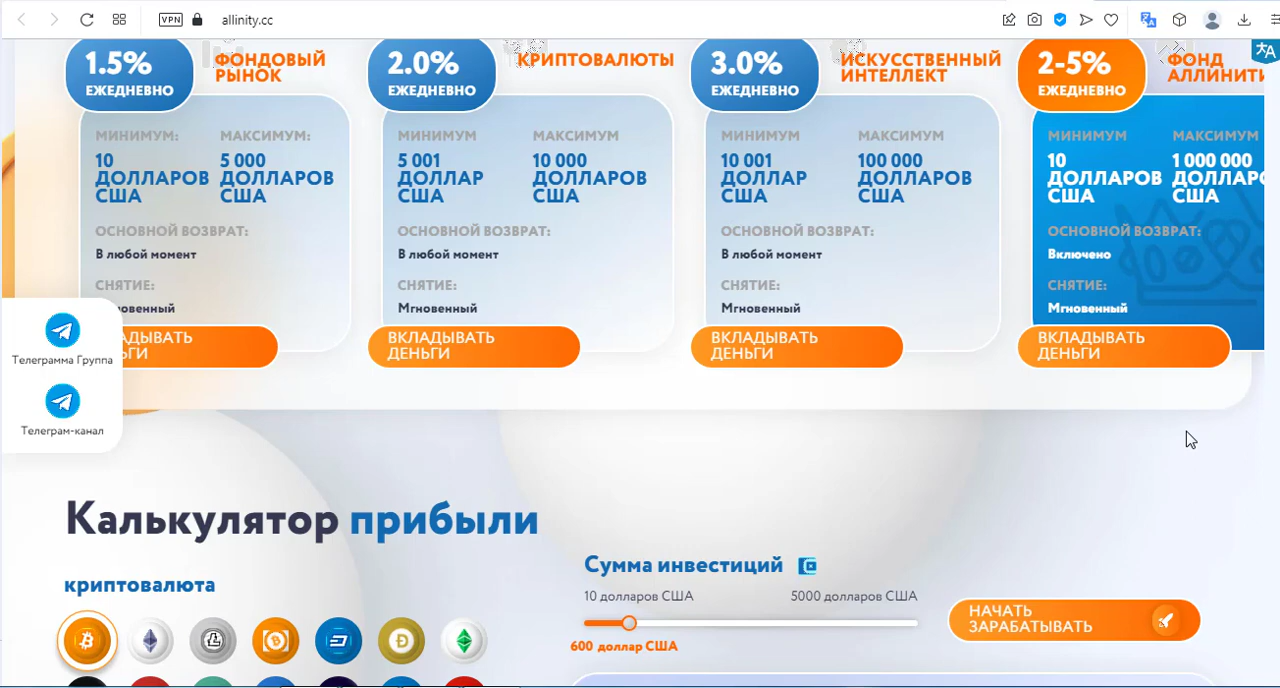 VPN
allinity.cc
1.5%
ЕЖЕДНЕВНО
ФОНДОВЫЙ
РЫНОК
МИНИМУМ:
МАКСИМУМ:
10
ДОЛЛАРОВ
США
5 000
ДОЛЛАРОВ
США
ОСНОВНОЙ ВОЗВРАТ:
В любой момент
СНЯТИЕ:
новенный
АДЫВАТЬ
ЬГИ
2.0%
ЕЖЕДНЕВНО
КРИПТОВАЛЮТЫ
МИНИМУМ
МАКСИМУМ
5 001
ДОЛЛАР
США
10 000
ДОЛЛАРОВ
США
ОСНОВНОЙ ВОЗВРАТ:
В любой момент
СНЯТИЕ:
Мгновенный
ВКЛАДЫВАТЬ
ДЕНЬГИ
3.0%
ЕЖЕДНЕВНО
ИСКУССТВЕННЫЙ
ИНТЕЛЛЕКТ
МИНИМУМ
МАКСИМУМ
10 001
ДОЛЛАР
США
100 000
ДОЛЛАРОВ
США
ОСНОВНОЙ ВОЗВРАТ:
В любой момент
СНЯТИЕ:
Мгновенный
ВКЛАДЫВАТЬ
ДЕНЬГИ
2-5%
ЕЖЕДНЕВНО
ФОНД
АЛЛИНИТИ
МИНИМУМ
МАКСИМУМ
10
ДОЛЛАРОВ
США
1 000 000
ДОЛЛАРОВ
США
ОСНОВНОЙ ВОЗВРАТ:
Включено
СНЯТИЕ:
Мгновенный
ВКЛАДЫВАТЬ
ДЕНЬГИ
Телеграмма Группа
Телеграм-канал
Калькулятор прибыли
криптовалюта
Сумма инвестиций
10 долларов США
5000 долларов США
600 доллар США
НАЧАТЬ
ЗАРАБАТЫВАТЬ